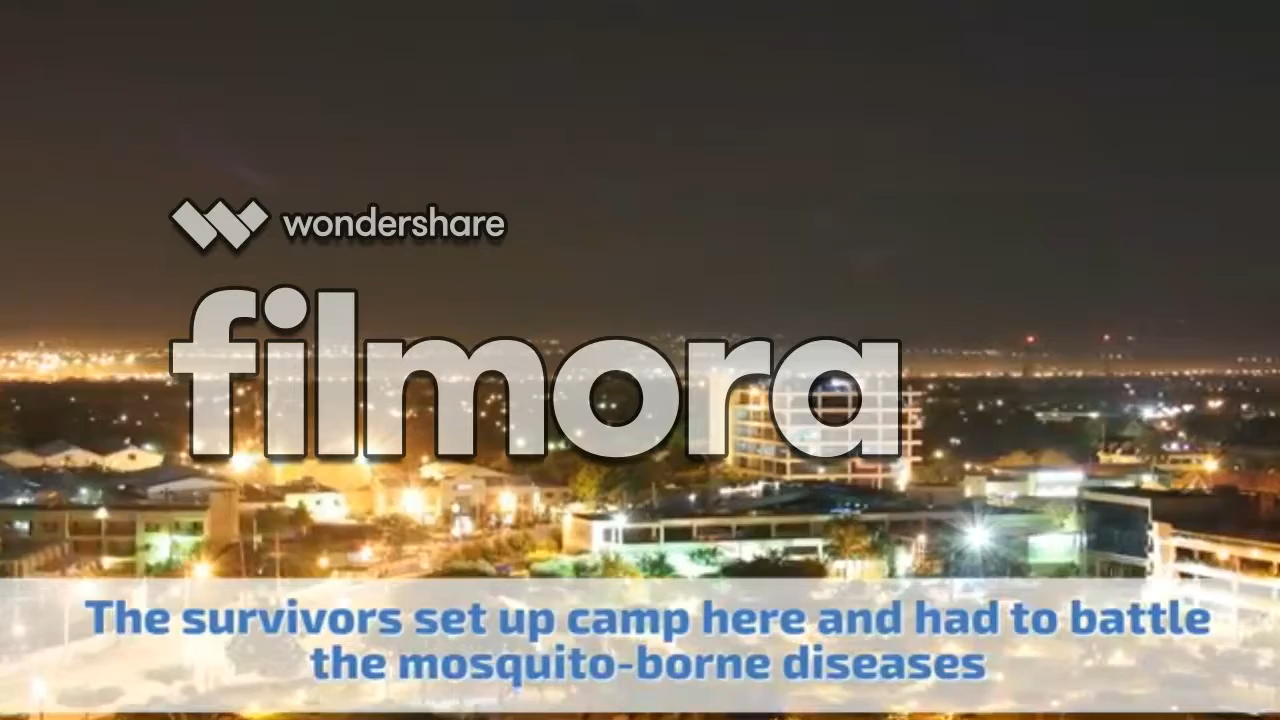 wondershare
filmora
The survivors set up camp here and had to battle
the mosquito-borne diseases